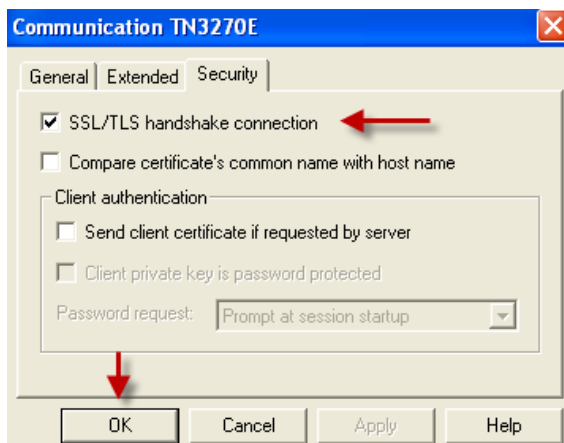 Communication TN3270E
General Extended Security
SSL/TLS handshake connection
Compare certificate's common name with host name
Client authentication
Send client certificate if requested by server
Client private key is password protected
Password request: Prompt at session startup
OK Cancel Apply Help